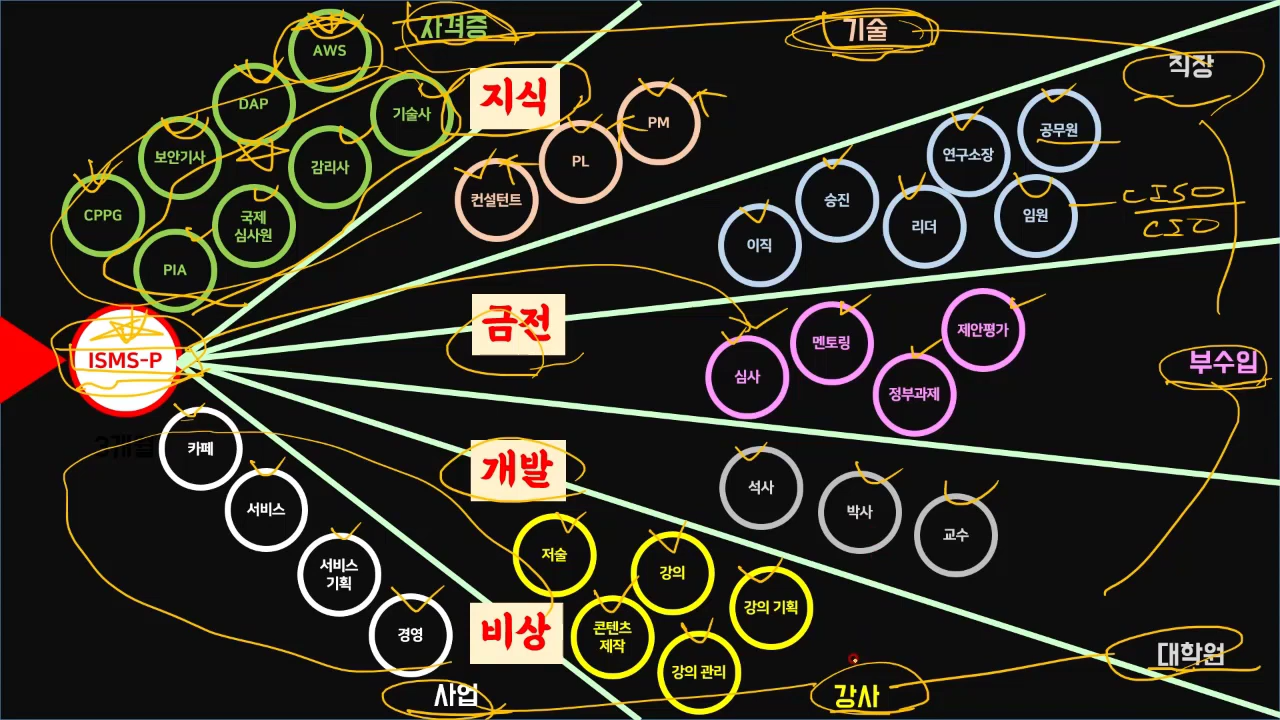 자격증
기술
직장
AWS
DAP
기술사
보안기사
감리사
CPPG
국제
심사원
PIA
지식
PM
PL
컨설턴트
공무원
연구소장
승진
임원
리더
이직
CISO
CSO
ISMS-P
금전
제안평가
멘토링
심사
정부과제
부수입
3개월
카페
서비스
서비스
기획
경영
개발
석사
박사
교수
저술
강의
강의 기획
콘텐츠
제작
강의 관리
비상
사업
강사
대학원